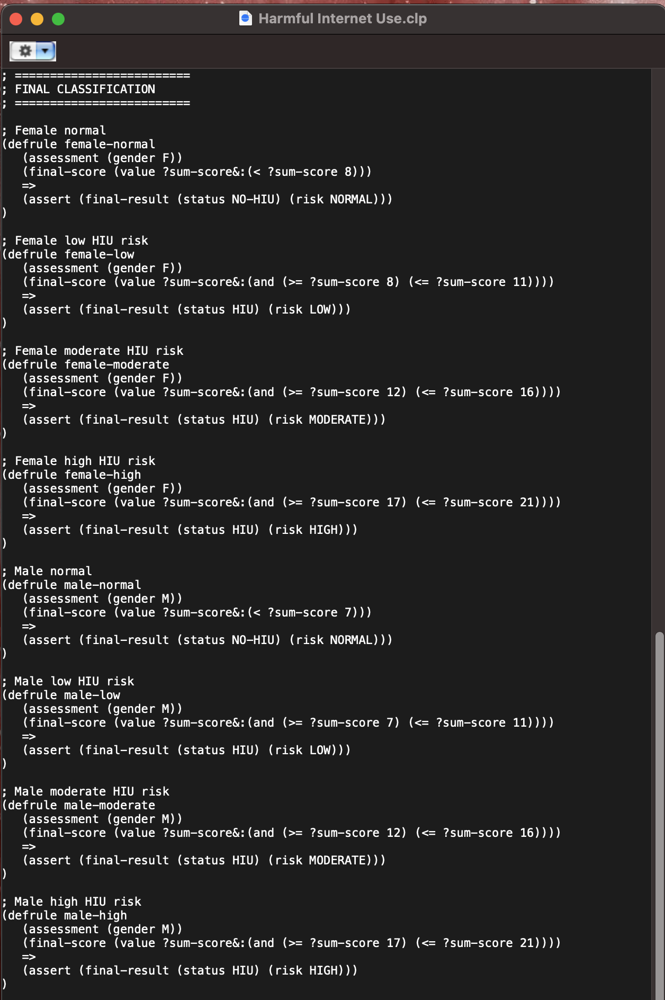 Harmful Internet Use.clp
; =========================
; FINAL CLASSIFICATION
; =========================
; Female normal
(defrule female-normal
   (assessment (gender F))
   (final-score (value ?sum-score&:(< ?sum-score 8)))
   =>
   (assert (final-result (status NO-HIU) (risk NORMAL)))
)
; Female low HIU risk
(defrule female-low
   (assessment (gender F))
   (final-score (value ?sum-score&:(and (>= ?sum-score 8) (<= ?sum-score 11))))
   =>
   (assert (final-result (status HIU) (risk LOW)))
)
; Female moderate HIU risk
(defrule female-moderate
   (assessment (gender F))
   (final-score (value ?sum-score&:(and (>= ?sum-score 12) (<= ?sum-score 16))))
   =>
   (assert (final-result (status HIU) (risk MODERATE)))
)
; Female high HIU risk
(defrule female-high
   (assessment (gender F))
   (final-score (value ?sum-score&:(and (>= ?sum-score 17) (<= ?sum-score 21))))
   =>
   (assert (final-result (status HIU) (risk HIGH)))
)
; Male normal
(defrule male-normal
   (assessment (gender M))
   (final-score (value ?sum-score&:(< ?sum-score 7)))
   =>
   (assert (final-result (status NO-HIU) (risk NORMAL)))
)
; Male low HIU risk
(defrule male-low
   (assessment (gender M))
   (final-score (value ?sum-score&:(and (>= ?sum-score 7) (<= ?sum-score 11))))
   =>
   (assert (final-result (status HIU) (risk LOW)))
)
; Male moderate HIU risk
(defrule male-moderate
   (assessment (gender M))
   (final-score (value ?sum-score&:(and (>= ?sum-score 12) (<= ?sum-score 16))))
   =>
   (assert (final-result (status HIU) (risk MODERATE)))
)
; Male high HIU risk
(defrule male-high
   (assessment (gender M))
   (final-score (value ?sum-score&:(and (>= ?sum-score 17) (<= ?sum-score 21))))
   =>
   (assert (final-result (status HIU) (risk HIGH)))
)